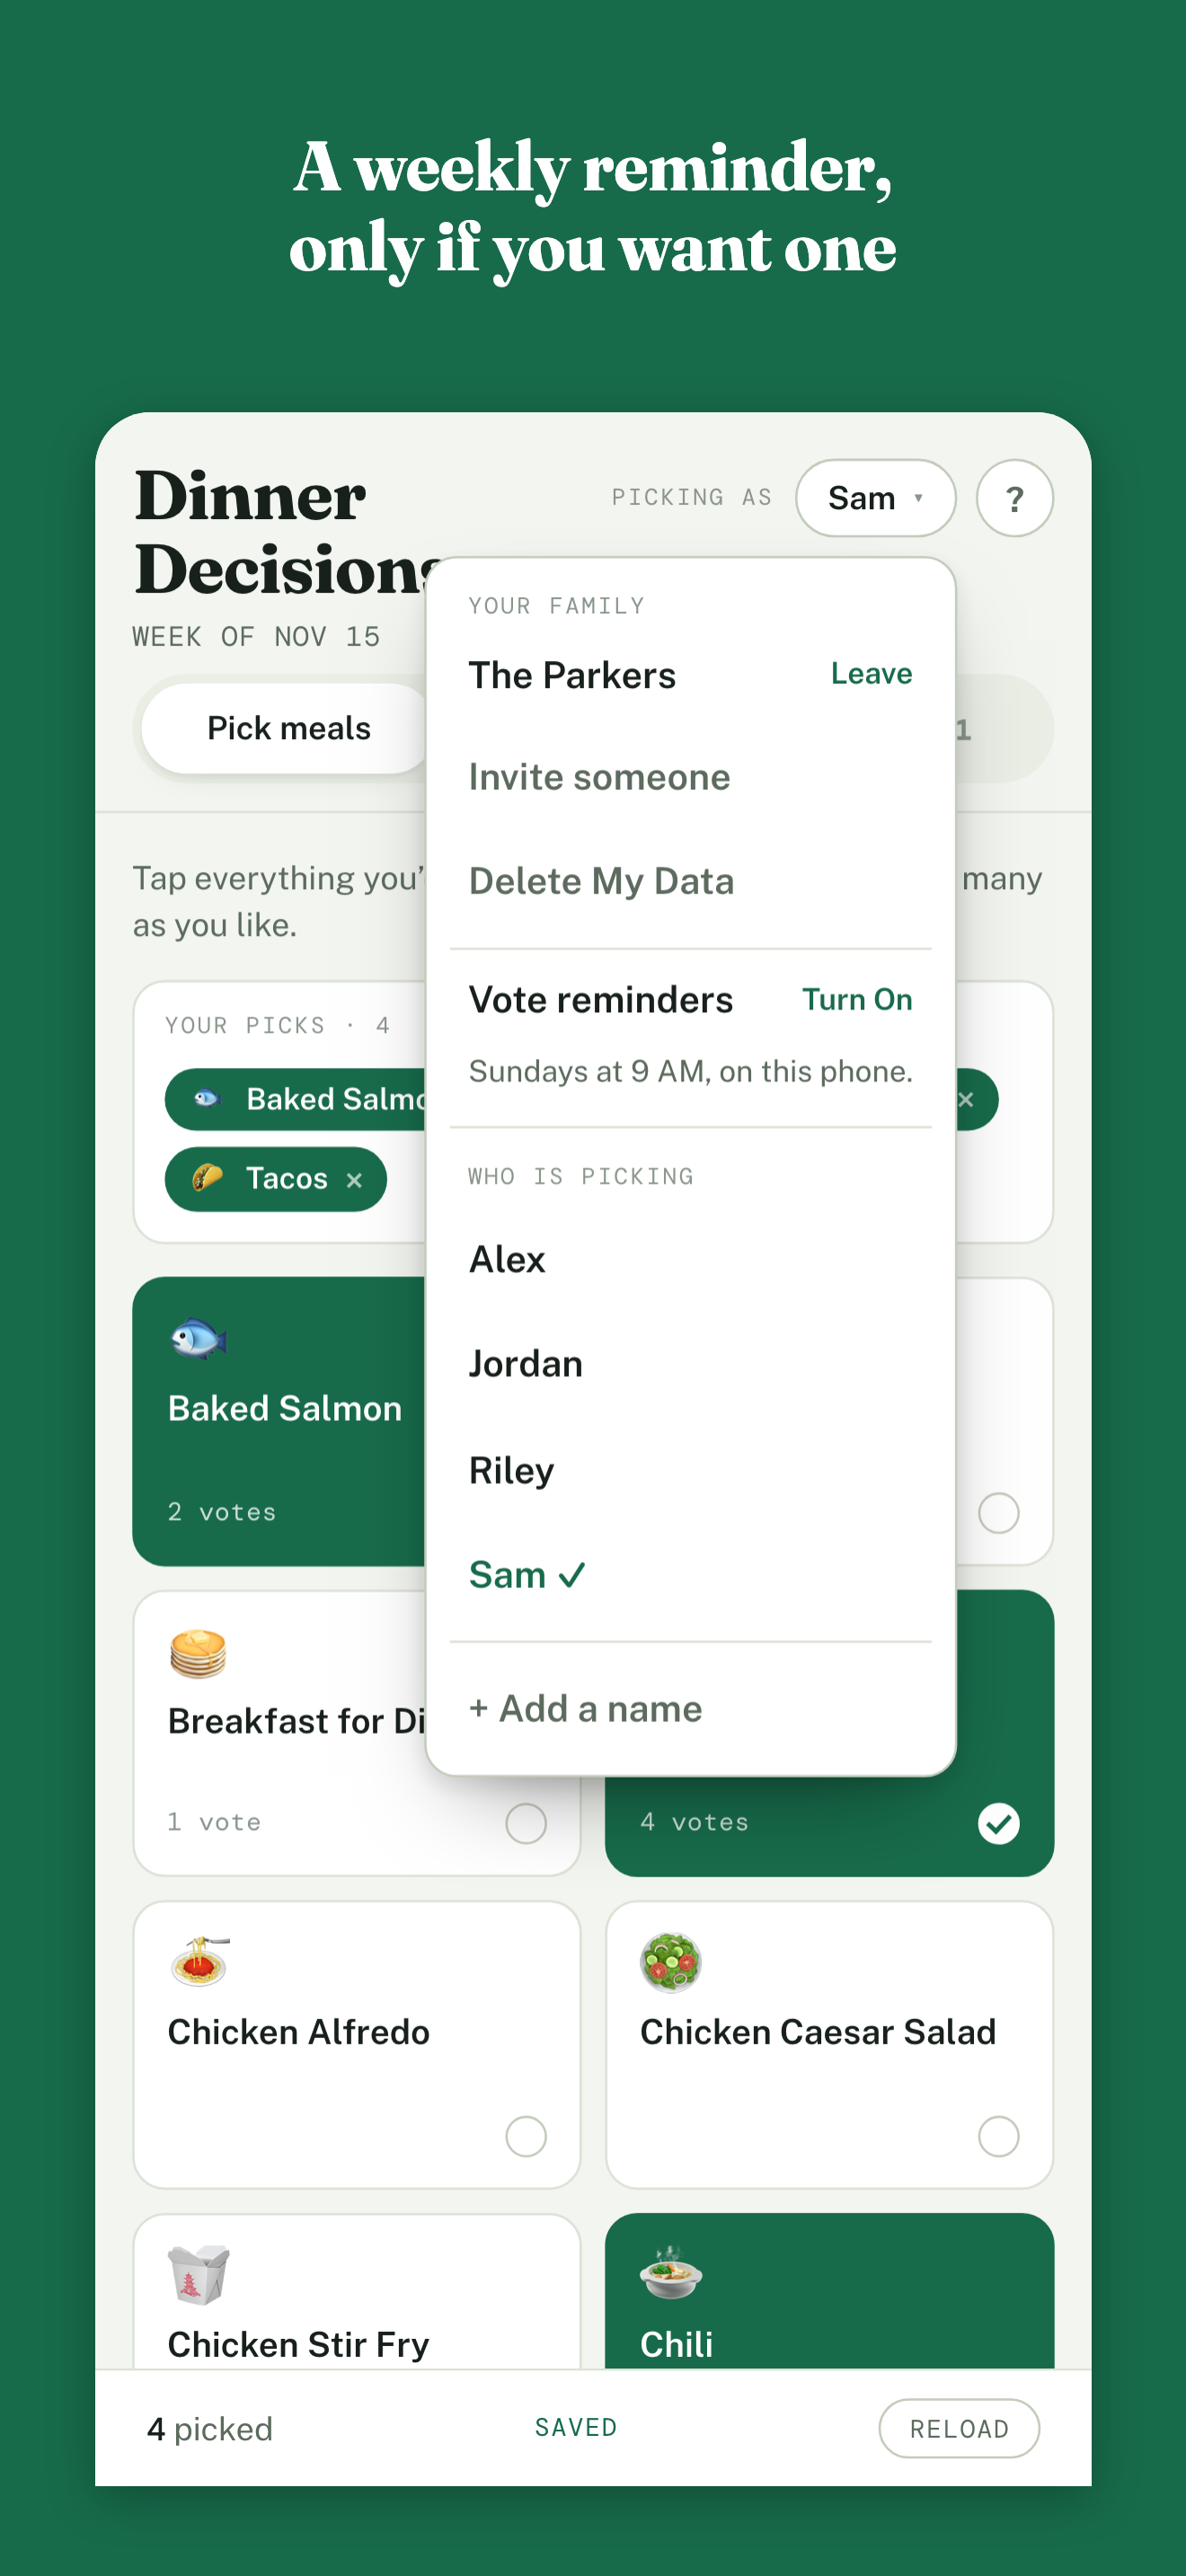 A weekly reminder,
only if you want one
Dinner
Decisions
PICKING AS
Sam ▾
?
WEEK OF NOV 15
Pick meals
1
YOUR FAMILY
The Parkers
Leave
Invite someone
Delete My Data
Vote reminders
Turn On
Sundays at 9 AM, on this phone.
WHO IS PICKING
Alex
Jordan
Riley
Sam ✓
+ Add a name
Tap everything you’
many
as you like.
YOUR PICKS · 4
Baked Salmo
×
Tacos ×
Baked Salmon
2 votes
Breakfast for Di
1 vote
4 votes
Chicken Alfredo
Chicken Caesar Salad
Chicken Stir Fry
Chili
4 picked
SAVED
RELOAD